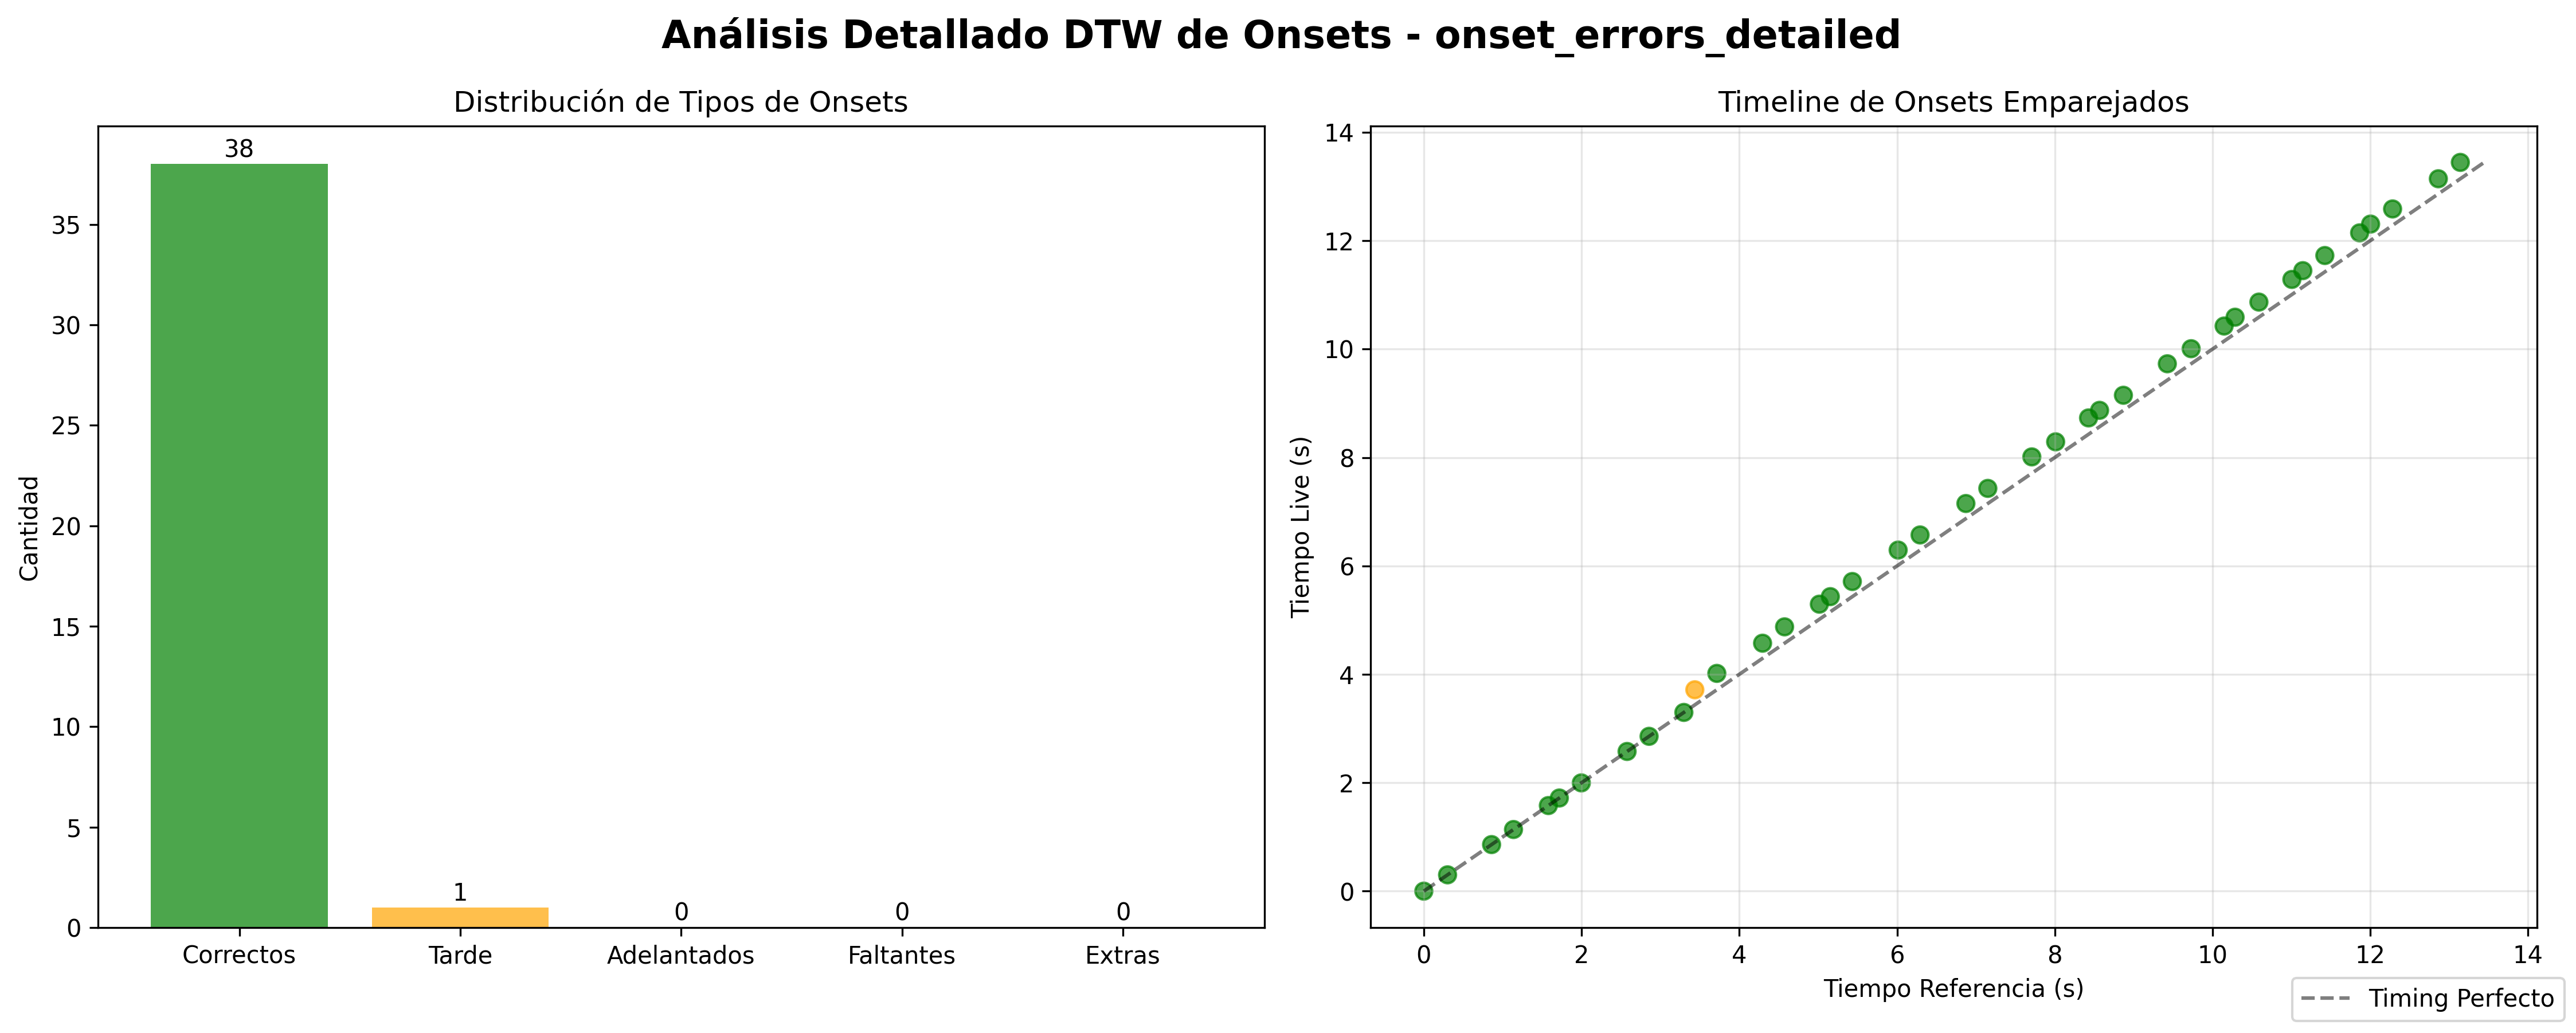 Análisis Detallado DTW de Onsets - onset_errors_detailed
Distribución de Tipos de Onsets
Cantidad
35
30
25
20
15
10
5
0
38
1
0
0
0
Correctos
Tarde
Adelantados
Faltantes
Extras
Timeline de Onsets Emparejados
Tiempo Live (s)
14
12
10
8
6
4
2
0
0
2
4
6
8
10
12
14
Tiempo Referencia (s)
Timing Perfecto